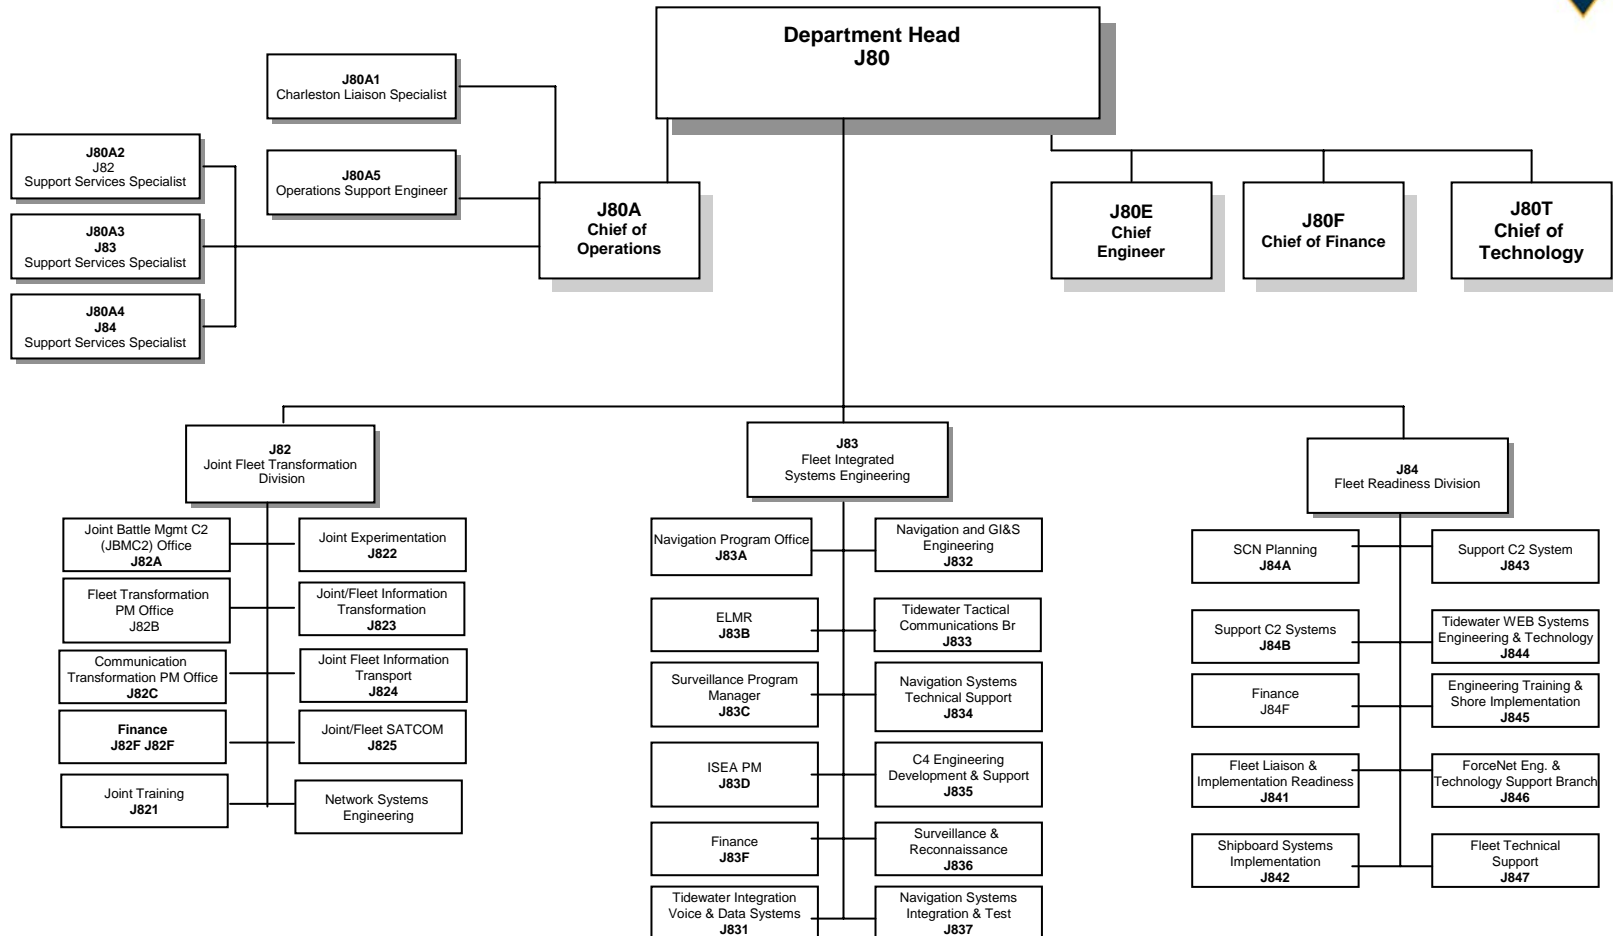 Department Head
J80
J80A1
Charleston Liaison Specialist
J80A2
J82
Support Services Specialist
J80A5
Operations Support Engineer
J80A3
J83
Support Services Specialist
J80A4
J84
Support Services Specialist
J80A
Chief of
Operations
J80E
Chief
Engineer
J80F
Chief of Finance
J80T
Chief of
Technology
J82
Joint Fleet Transformation
Division
Joint Battle Mgmt C2
(JBMC2) Office
J82A
Joint Experimentation
J822
Fleet Transformation
PM Office
J82B
Joint/Fleet Information
Transformation
J823
Communication
Transformation PM Office
J82C
Joint Fleet Information
Transport
J824
Finance
J82F J82F
Joint/Fleet SATCOM
J825
Joint Training
J821
Network Systems
Engineering
J83
Fleet Integrated
Systems Engineering
Navigation Program Office
J83A
Navigation and GI&S
Engineering
J832
ELMR
J83B
Tidewater Tactical
Communications Br
J833
Surveillance Program
Manager
J83C
Navigation Systems
Technical Support
J834
ISEA PM
J83D
C4 Engineering
Development & Support
J835
Finance
J83F
Surveillance &
Reconnaissance
J836
Tidewater Integration
Voice & Data Systems
J831
Navigation Systems
Integration & Test
J837
J84
Fleet Readiness Division
SCN Planning
J84A
Support C2 System
J843
Support C2 Systems
J84B
Tidewater WEB Systems
Engineering & Technology
J844
Finance
J84F
Engineering Training &
Shore Implementation
J845
Fleet Liaison &
Implementation Readiness
J841
ForceNet Eng. &
Technology Support Branch
J846
Shipboard Systems
Implementation
J842
Fleet Technical
Support
J847